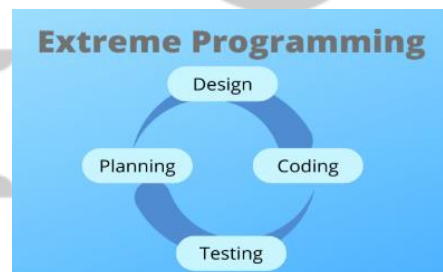 Extreme Programming
Design
Planning
Coding
Testing